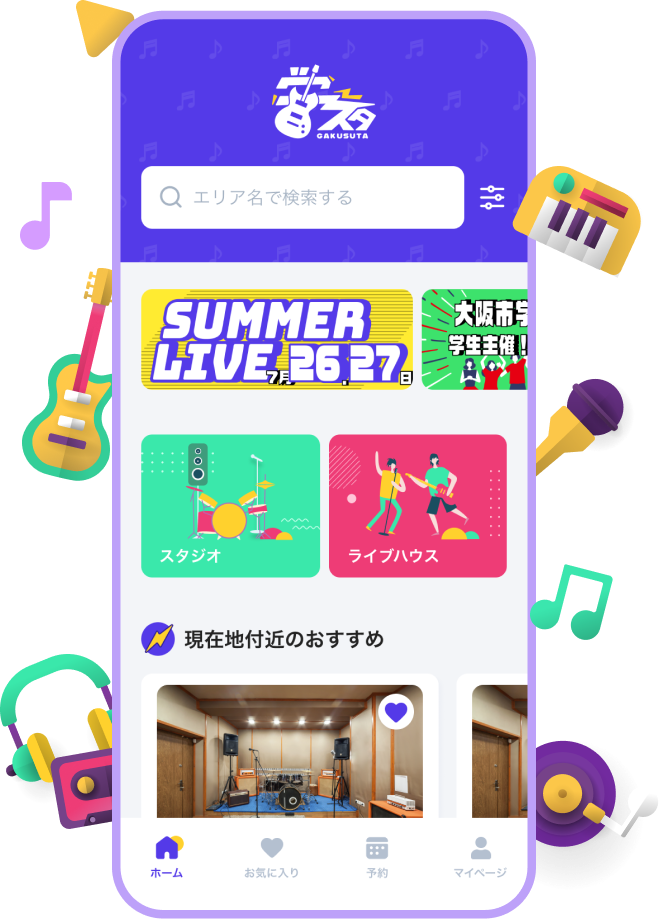 学スタ
GAKUSUTA
エリア名で検索する
SUMMER
LIVE 7月26,27日
大阪市学
学生主催！
スタジオ
ライブハウス
現在地付近のおすすめ
ホーム
お気に入り
予約
マイページ